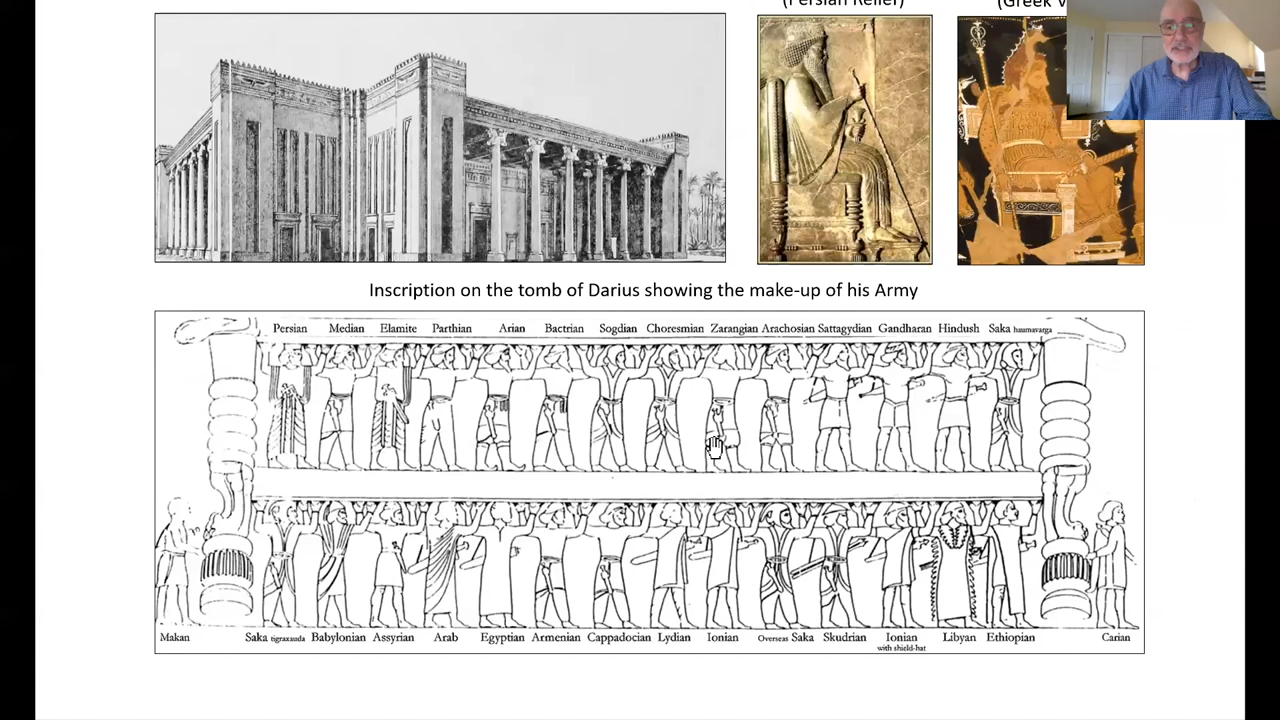 (Persian Relief)
(Greek V
Inscription on the tomb of Darius showing the make-up of his Army
Persian Median Elamite Parthian Arian Bactrian Sogdian Choresmian Zarangian Arachosian Sattagydian Gandharan Hindush Saka haumavarga
Makan Saka tigraxauda Babylonian Assyrian Arab Egyptian Armenian Cappadocian Lydian Ionian Overseas Saka Skudrian Ionian Libyan Ethiopian Carian
with shield-hat